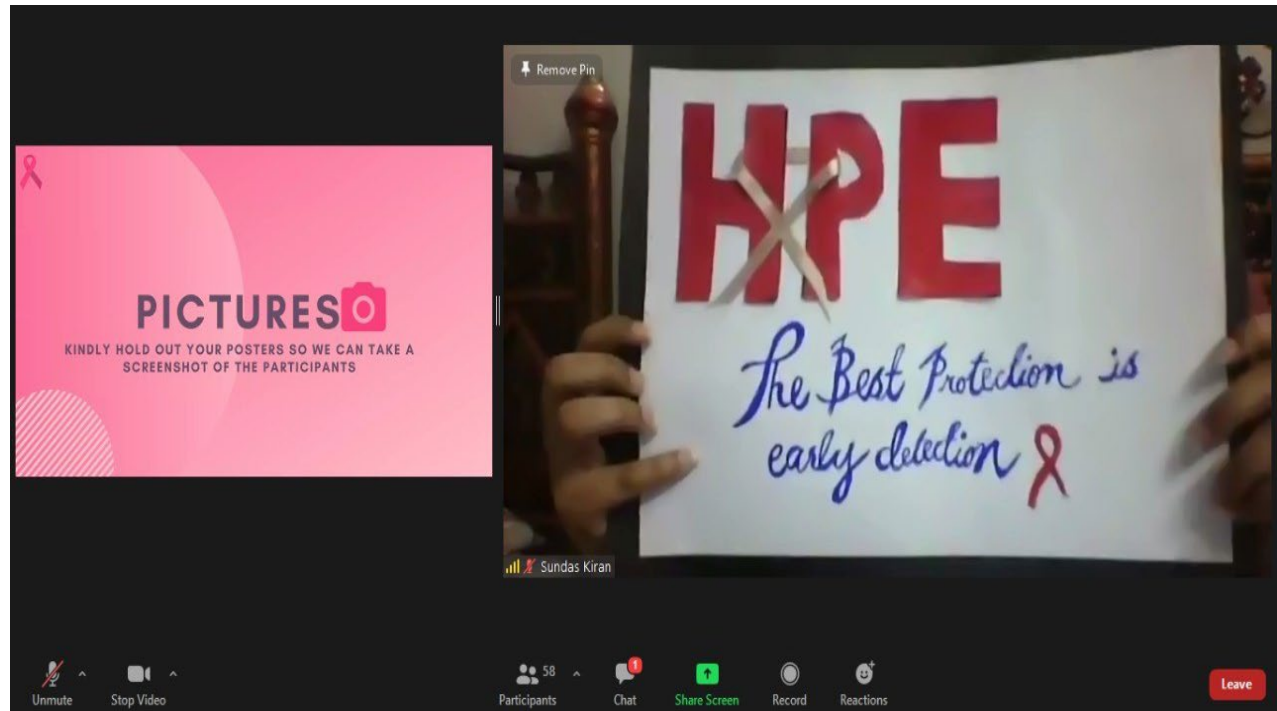 PICTURES
KINDLY HOLD OUT YOUR POSTERS SO WE CAN TAKE A
SCREENSHOT OF THE PARTICIPANTS
Remove Pin
HPE
The Best Protection is
early detection
Sundas Kiran
Unmute
Stop Video
58
Participants
1
Chat
Share Screen
Record
Reactions
Leave